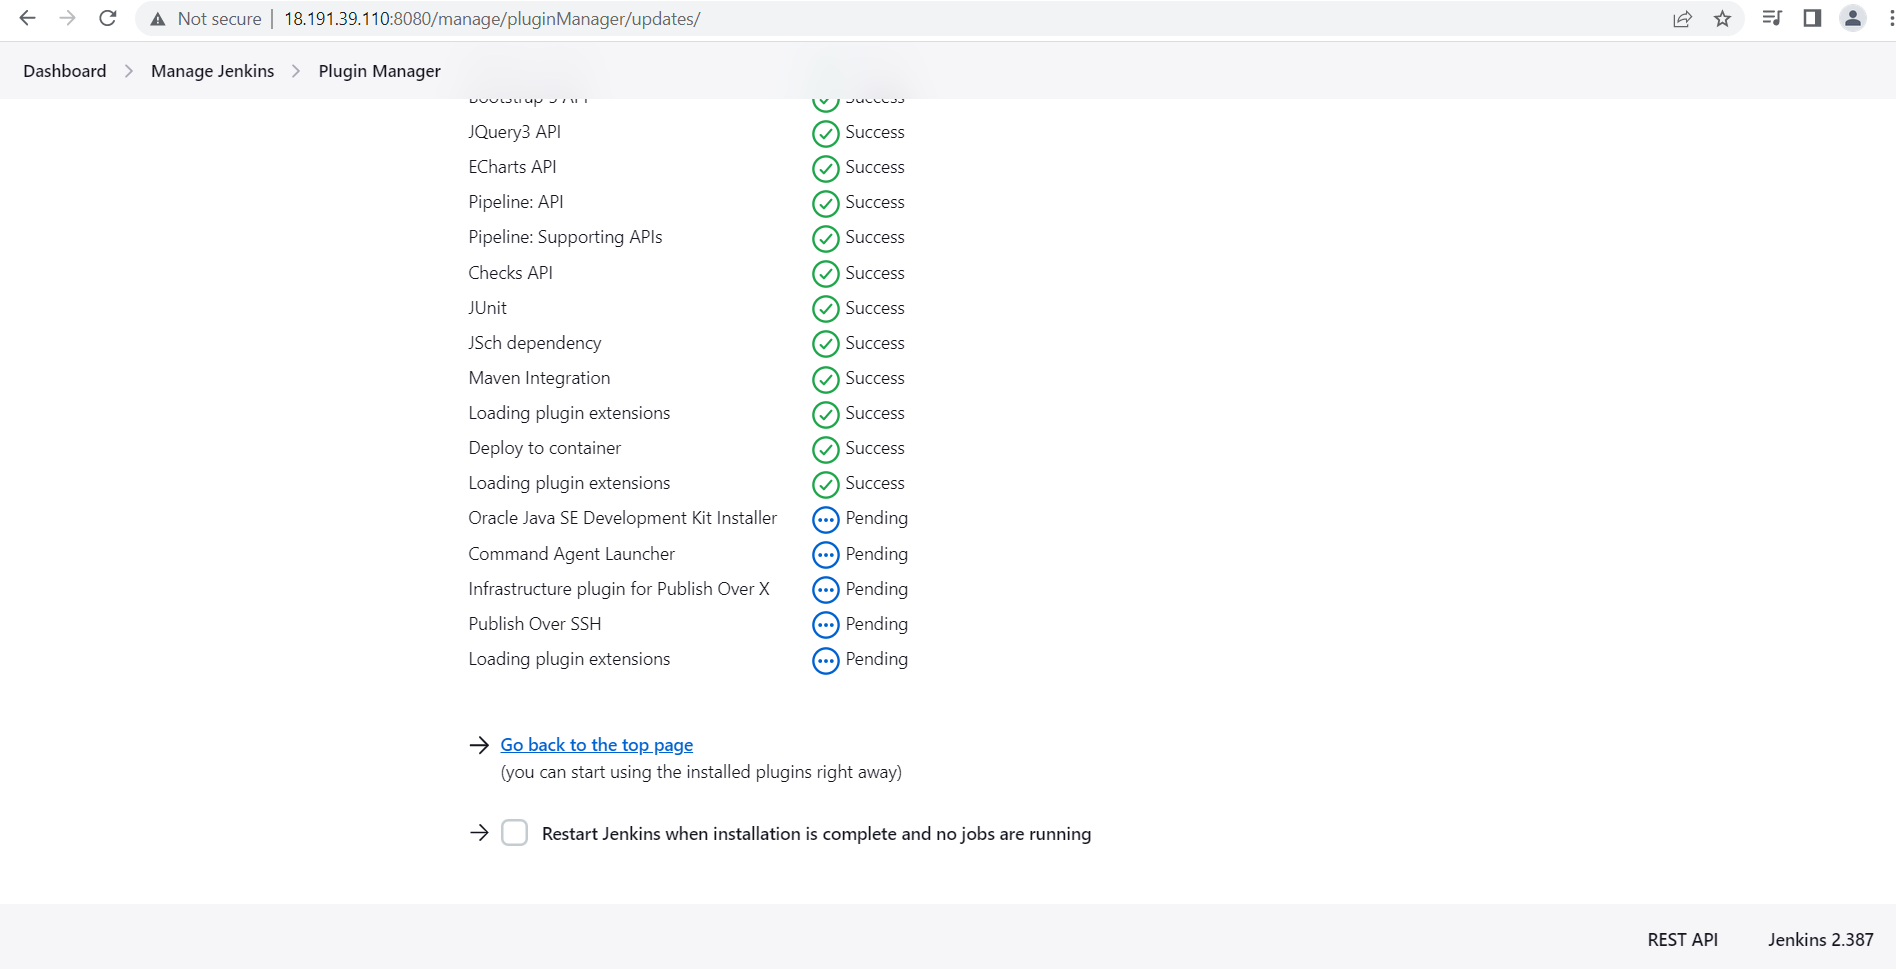 Not secure | 18.191.39.110:8080/manage/pluginManager/updates/
Dashboard > Manage Jenkins > Plugin Manager
Bootstrap 5 API Success
JQuery3 API Success
ECharts API Success
Pipeline: API Success
Pipeline: Supporting APIs Success
Checks API Success
JUnit Success
JSch dependency Success
Maven Integration Success
Loading plugin extensions Success
Deploy to container Success
Loading plugin extensions Success
Oracle Java SE Development Kit Installer Pending
Command Agent Launcher Pending
Infrastructure plugin for Publish Over X Pending
Publish Over SSH Pending
Loading plugin extensions Pending
Go back to the top page
(you can start using the installed plugins right away)
Restart Jenkins when installation is complete and no jobs are running
REST API Jenkins 2.387